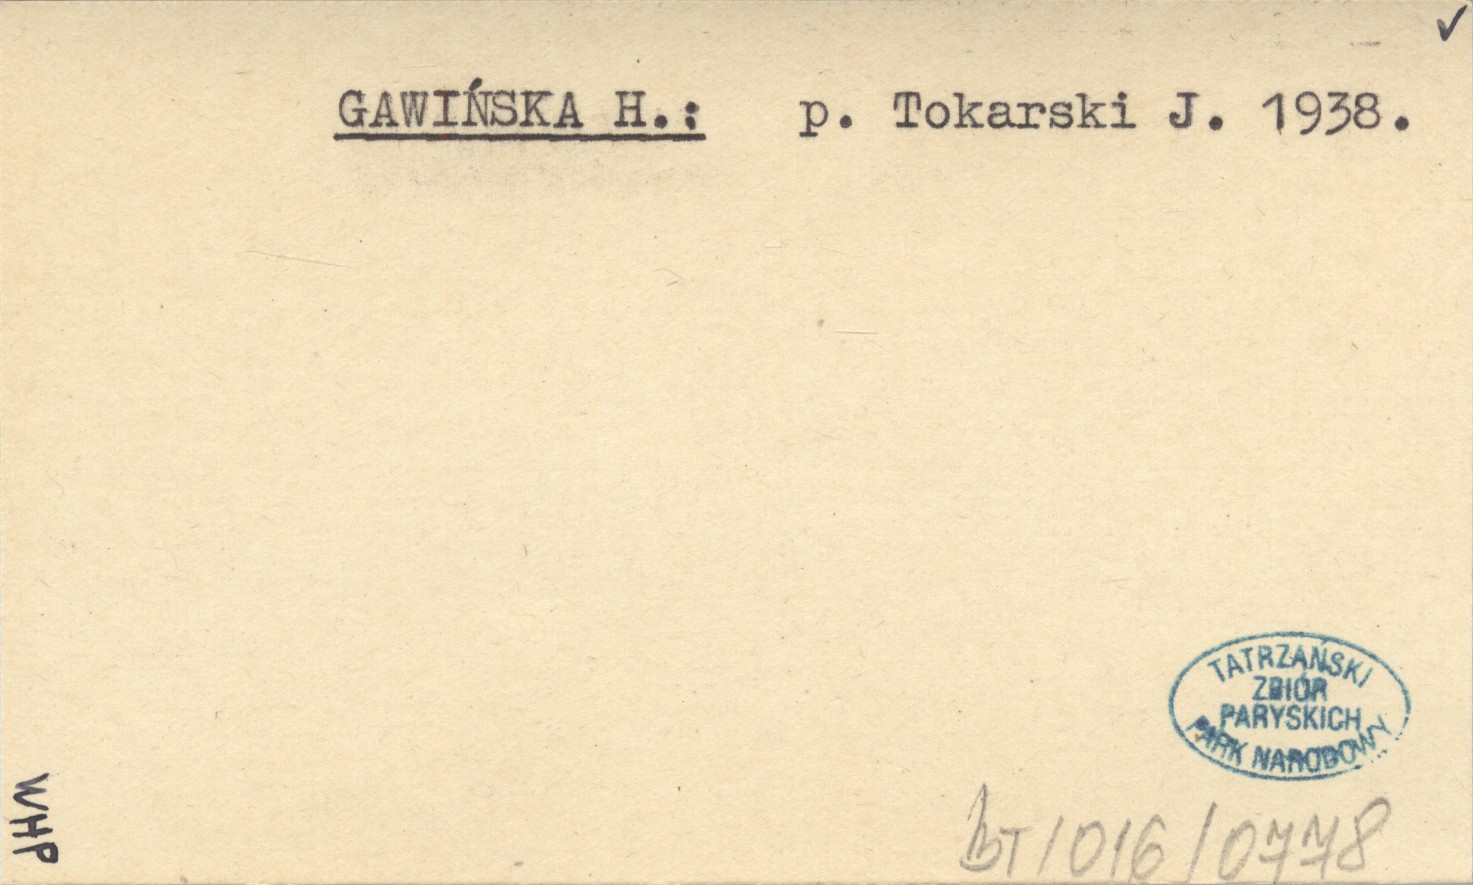 ✓
GAWIŃSKA H.: p. Tokarski J. 1938.
TATRZAŃSKI
ZBIÓR
PARYSKICH
PARK NARODOWY
BT/016/0778
WHP